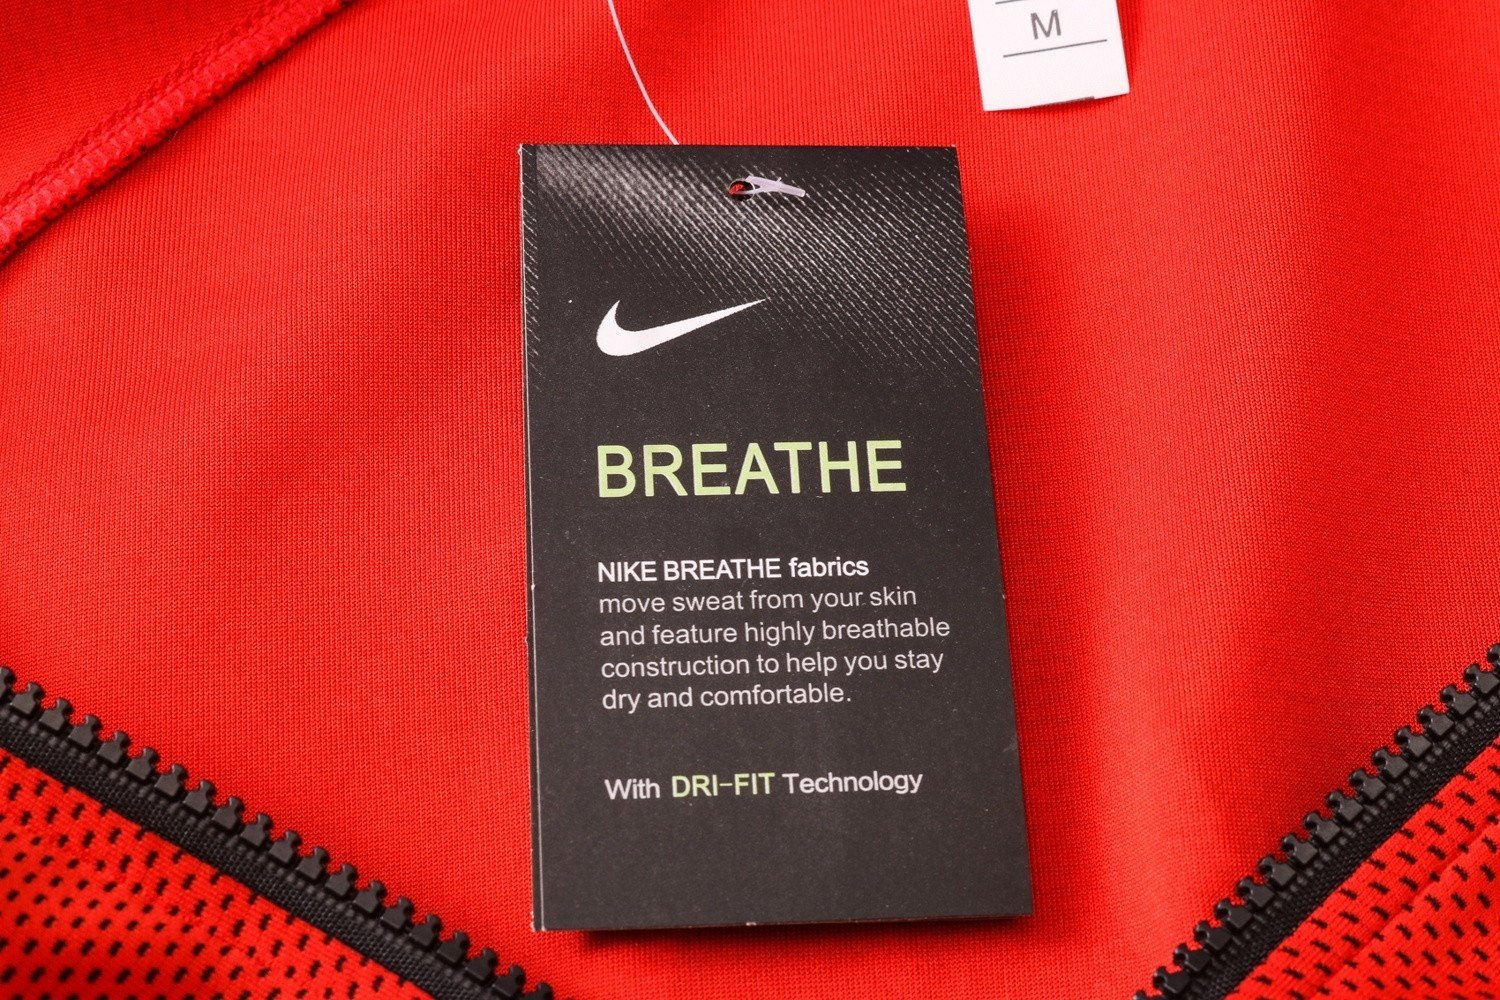 M
BREATHE
NIKE BREATHE fabrics
move sweat from your skin
and feature highly breathable
construction to help you stay
dry and comfortable.
With DRI-FIT Technology